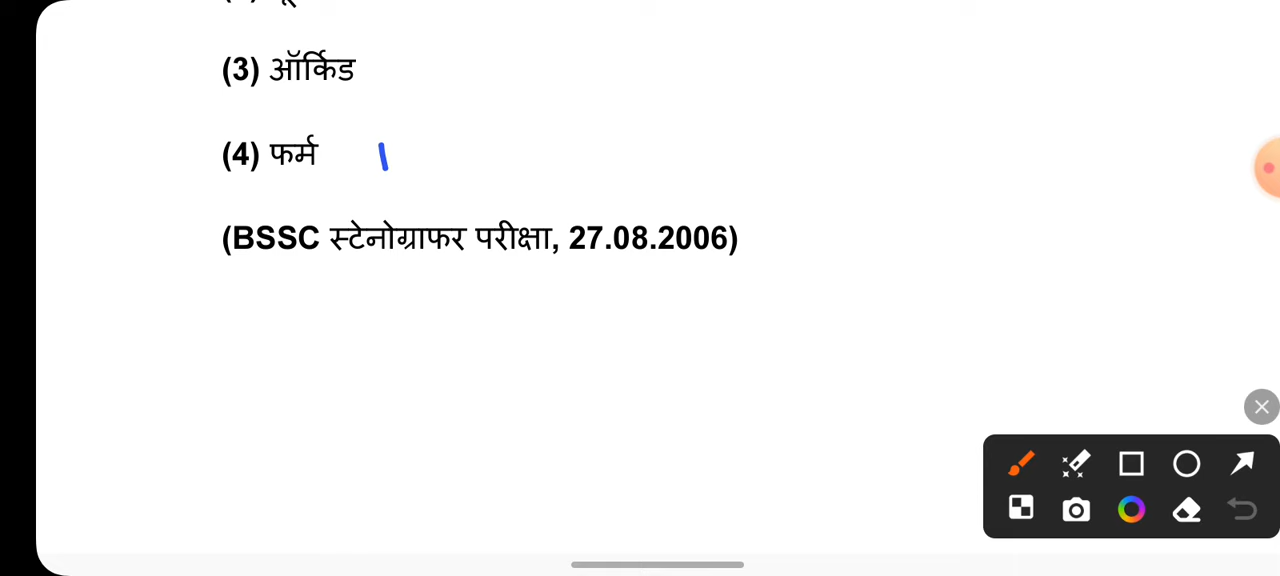 (3) ऑर्किड
(4) फर्म
(BSSC स्टेनोग्राफर परीक्षा, 27.08.2006)